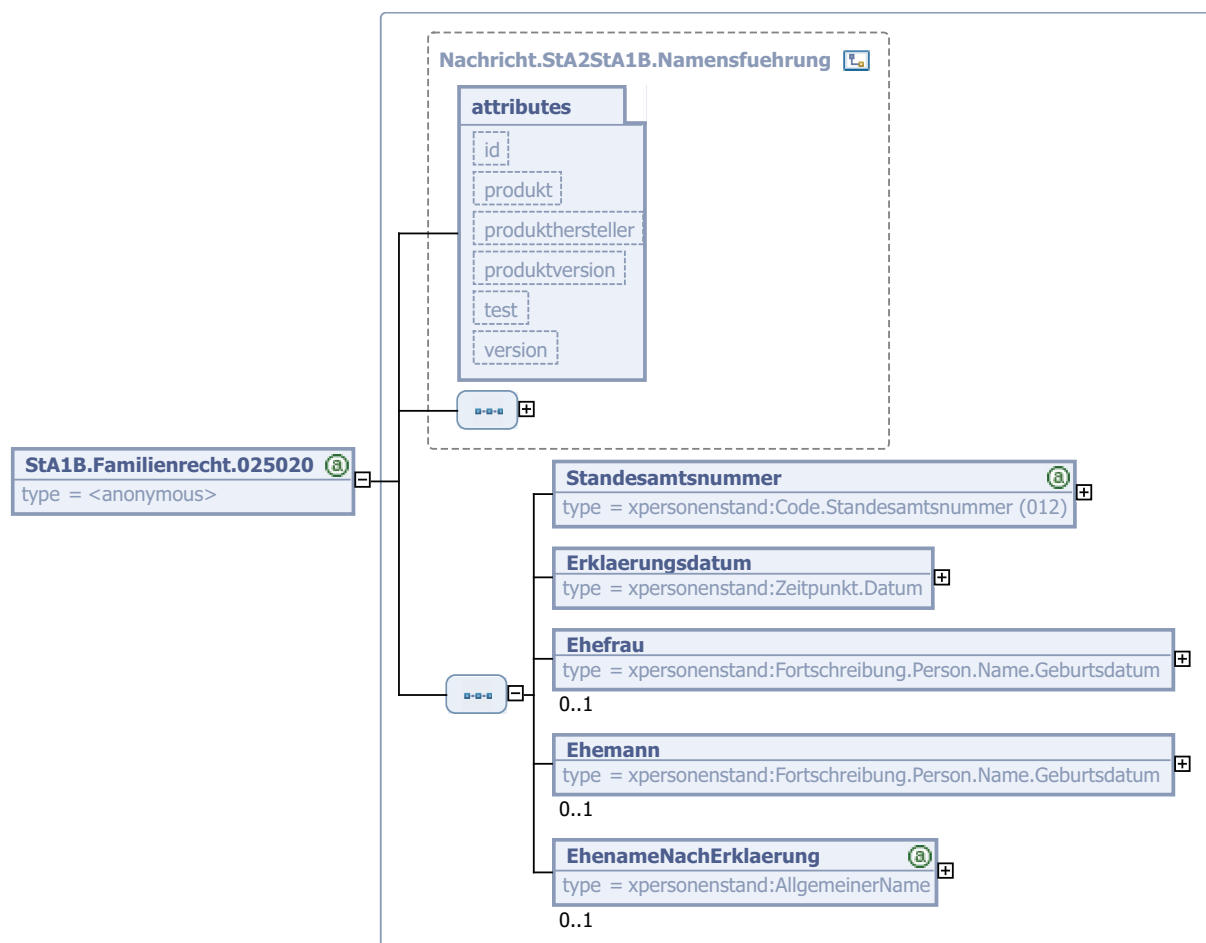 Nachricht.StA2StA1B.Namensfuehrung
attributes
id
produkt
produkthersteller
produktversion
test
version
StA1B.Familienrecht.025020 a
type = <anonymous>
Standesamtsnummer a
type = xpersonenstand:Code.Standesamtsnummer (012)
Erklaerungsdatum
type = xpersonenstand:Zeitpunkt.Datum
Ehefrau
type = xpersonenstand:Fortschreibung.Person.Name.Geburtsdatum
0..1
Ehemann
type = xpersonenstand:Fortschreibung.Person.Name.Geburtsdatum
0..1
EhenameNachErklaerung a
type = xpersonenstand:AllgemeinerName
0..1